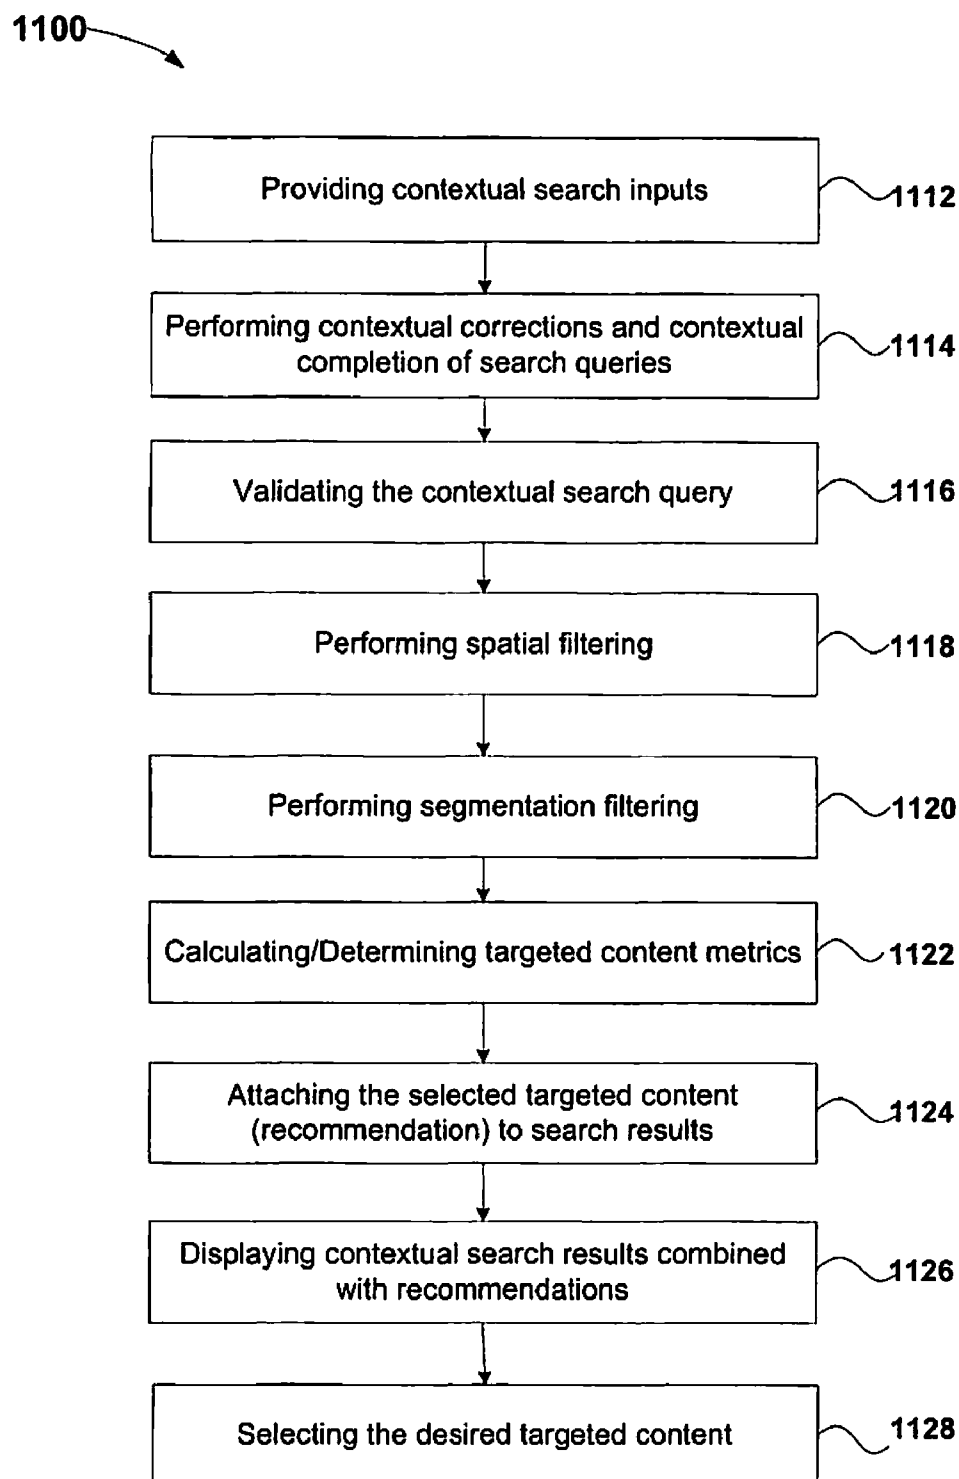 1100
Providing contextual search inputs
1112
Performing contextual corrections and contextual
completion of search queries
1114
Validating the contextual search query
1116
Performing spatial filtering
1118
Performing segmentation filtering
1120
Calculating/Determining targeted content metrics
1122
Attaching the selected targeted content
(recommendation) to search results
1124
Displaying contextual search results combined
with recommendations
1126
Selecting the desired targeted content
1128